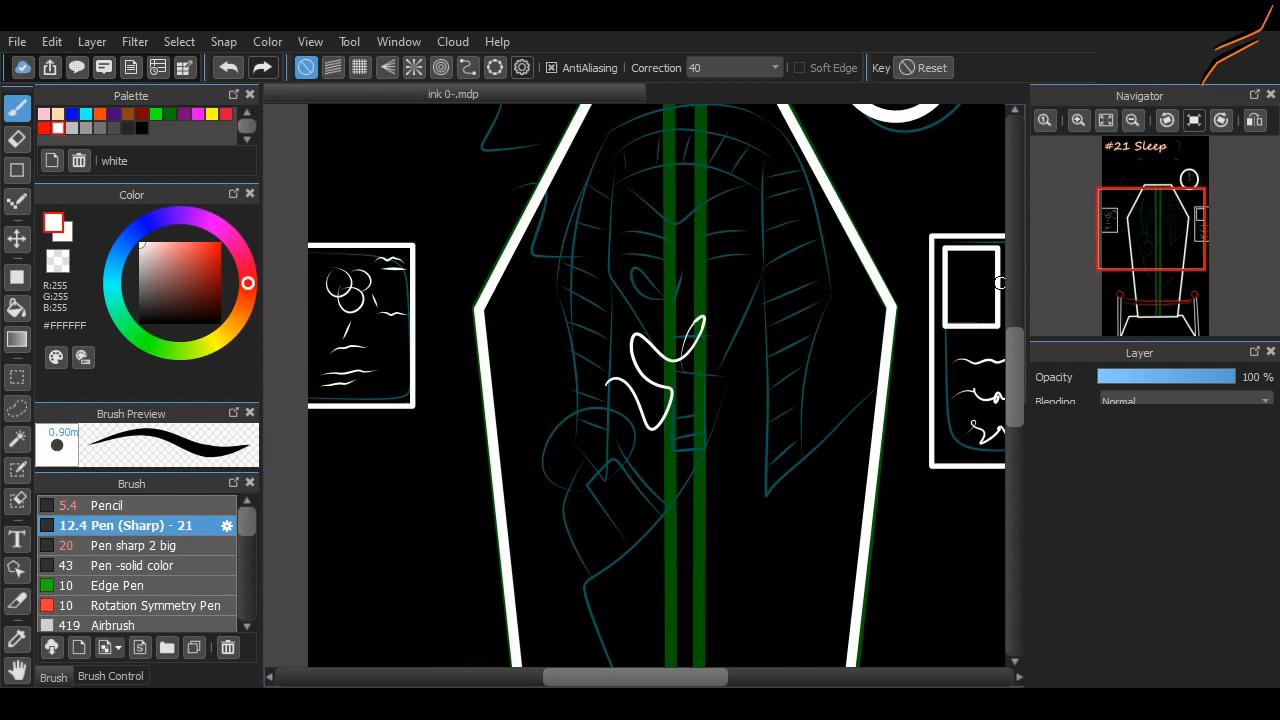 File Edit Layer Filter Select Snap Color View Tool Window Cloud Help
AntiAliasing Correction 40 Soft Edge Key Reset
Palette
ink 0-.mdp
Navigator
white
#21 Sleep
Color
R:255
G:255
B:255
#FFFFFF
Layer
Opacity 100 %
Blending Normal
Brush Preview
0.90m
Brush
5.4 Pencil
12.4 Pen (Sharp) - 21
20 Pen sharp 2 big
43 Pen -solid color
10 Edge Pen
10 Rotation Symmetry Pen
419 Airbrush
Brush Brush Control